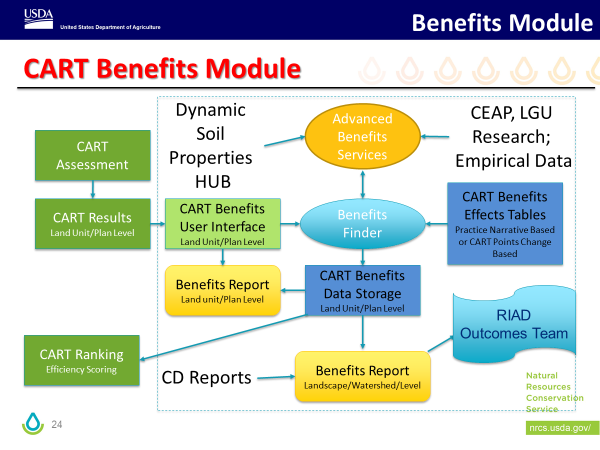 USDA
United States Department of Agriculture
Benefits Module
CART Benefits Module
Dynamic
Soil
Properties
HUB
Advanced
Benefits
Services
CEAP, LGU
Research;
Empirical Data
CART
Assessment
CART Results
Land Unit/Plan Level
CART Benefits
User Interface
Land Unit/Plan Level
Benefits
Finder
CART Benefits
Effects Tables
Practice Narrative Based
or CART Points Change
Based
Benefits Report
Land unit/Plan Level
CART Benefits
Data Storage
Land Unit/Plan Level
RIAD
Outcomes Team
CART Ranking
Efficiency Scoring
CD Reports
Benefits Report
Landscape/Watershed/Level
Natural
Resources
Conservation
Service
24
nrcs.usda.gov/